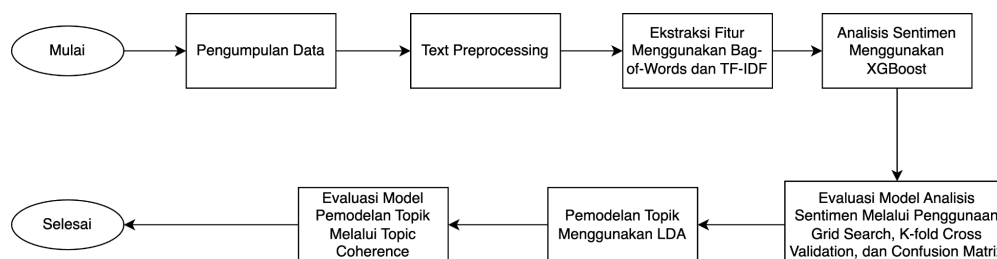 Mulai
Pengumpulan Data
Text Preprocessing
Ekstraksi Fitur
Menggunakan Bag-
of-Words dan TF-IDF
Analisis Sentimen
Menggunakan
XGBoost
Evaluasi Model Analisis
Sentimen Melalui Penggunaan
Grid Search, K-fold Cross
Validation, dan Confusion Matrix
Pemodelan Topik
Menggunakan LDA
Evaluasi Model
Pemodelan Topik
Melalui Topic
Coherence
Selesai